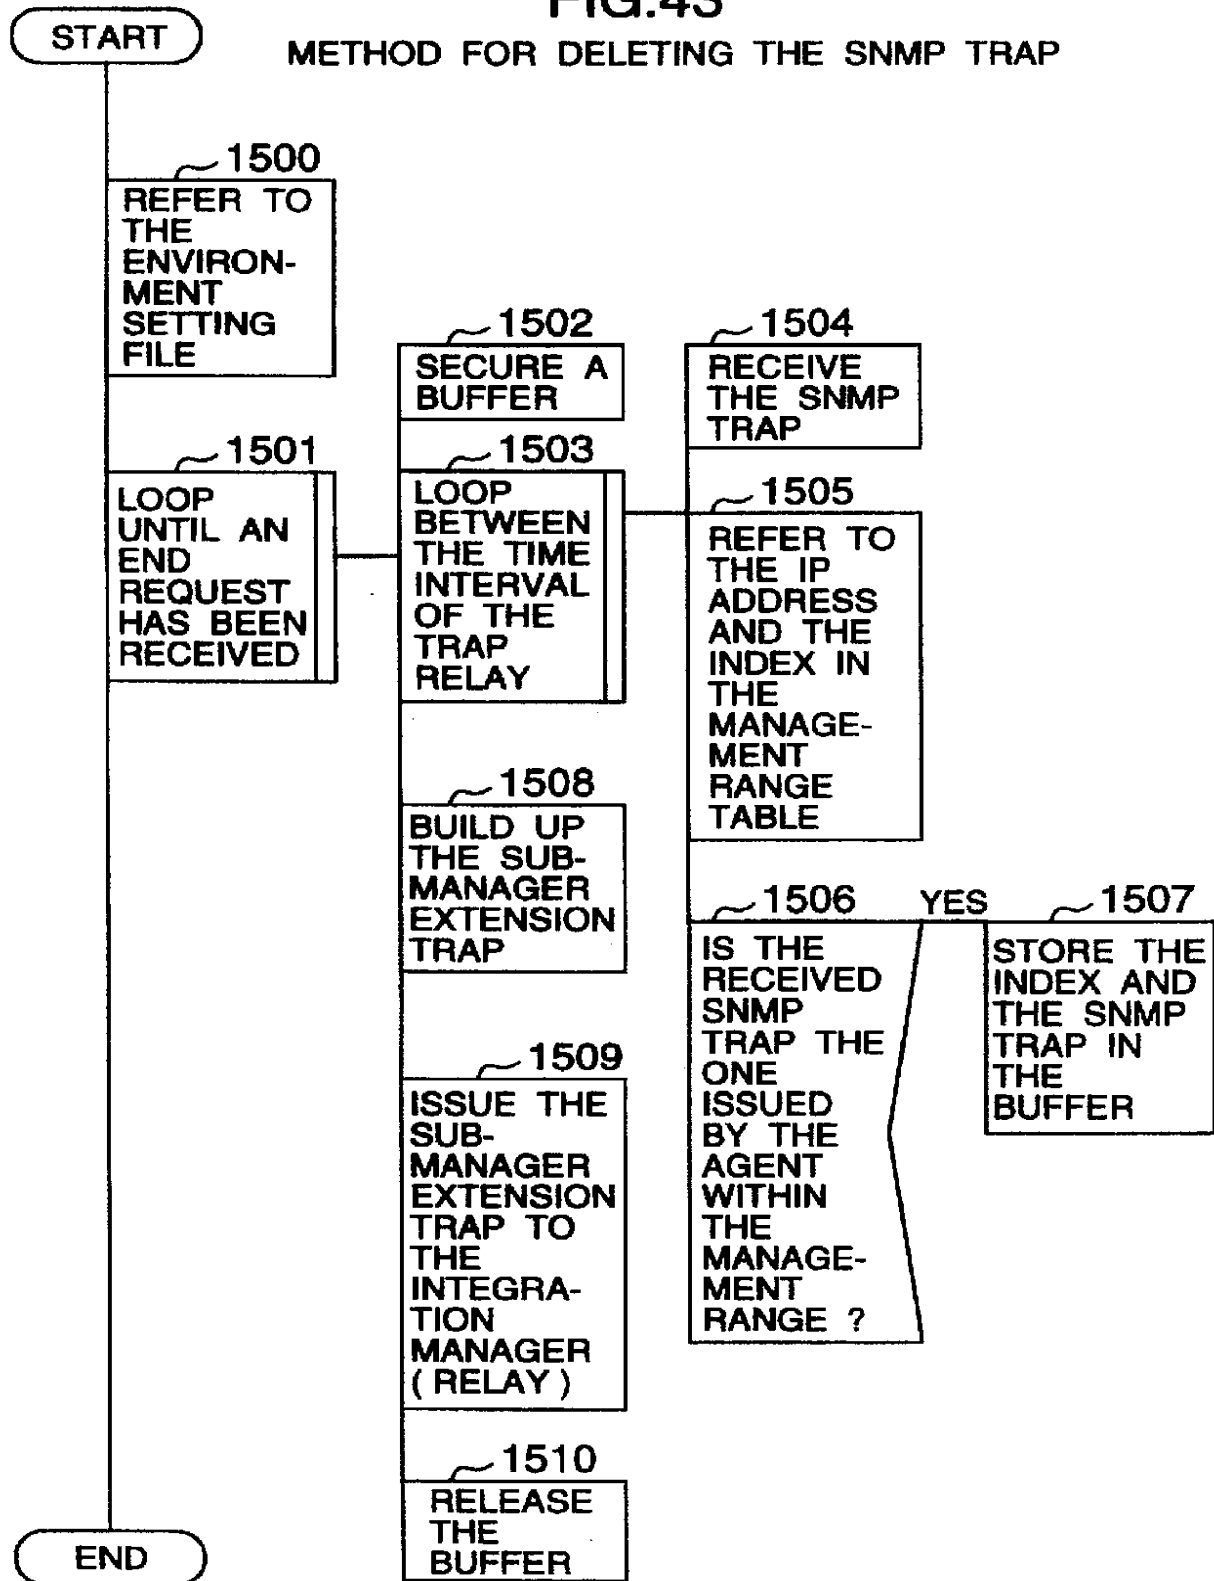 FIG.43
START
METHOD FOR DELETING THE SNMP TRAP
1500
REFER TO
THE
ENVIRON-
MENT
SETTING
FILE
1501
LOOP
UNTIL AN
END
REQUEST
HAS BEEN
RECEIVED
1502
SECURE A
BUFFER
1503
LOOP
BETWEEN
THE TIME
INTERVAL
OF THE
TRAP
RELAY
1504
RECEIVE
THE SNMP
TRAP
1505
REFER TO
THE IP
ADDRESS
AND THE
INDEX IN
THE
MANAGE-
MENT
RANGE
TABLE
1506
IS THE
RECEIVED
SNMP
TRAP THE
ONE
ISSUED
BY THE
AGENT
WITHIN
THE
MANAGE-
MENT
RANGE ?
YES
1507
STORE THE
INDEX AND
THE SNMP
TRAP IN
THE
BUFFER
1508
BUILD UP
THE SUB-
MANAGER
EXTENSION
TRAP
1509
ISSUE THE
SUB-
MANAGER
EXTENSION
TRAP TO
THE
INTEGRA-
TION
MANAGER
(RELAY)
1510
RELEASE
THE
BUFFER
END